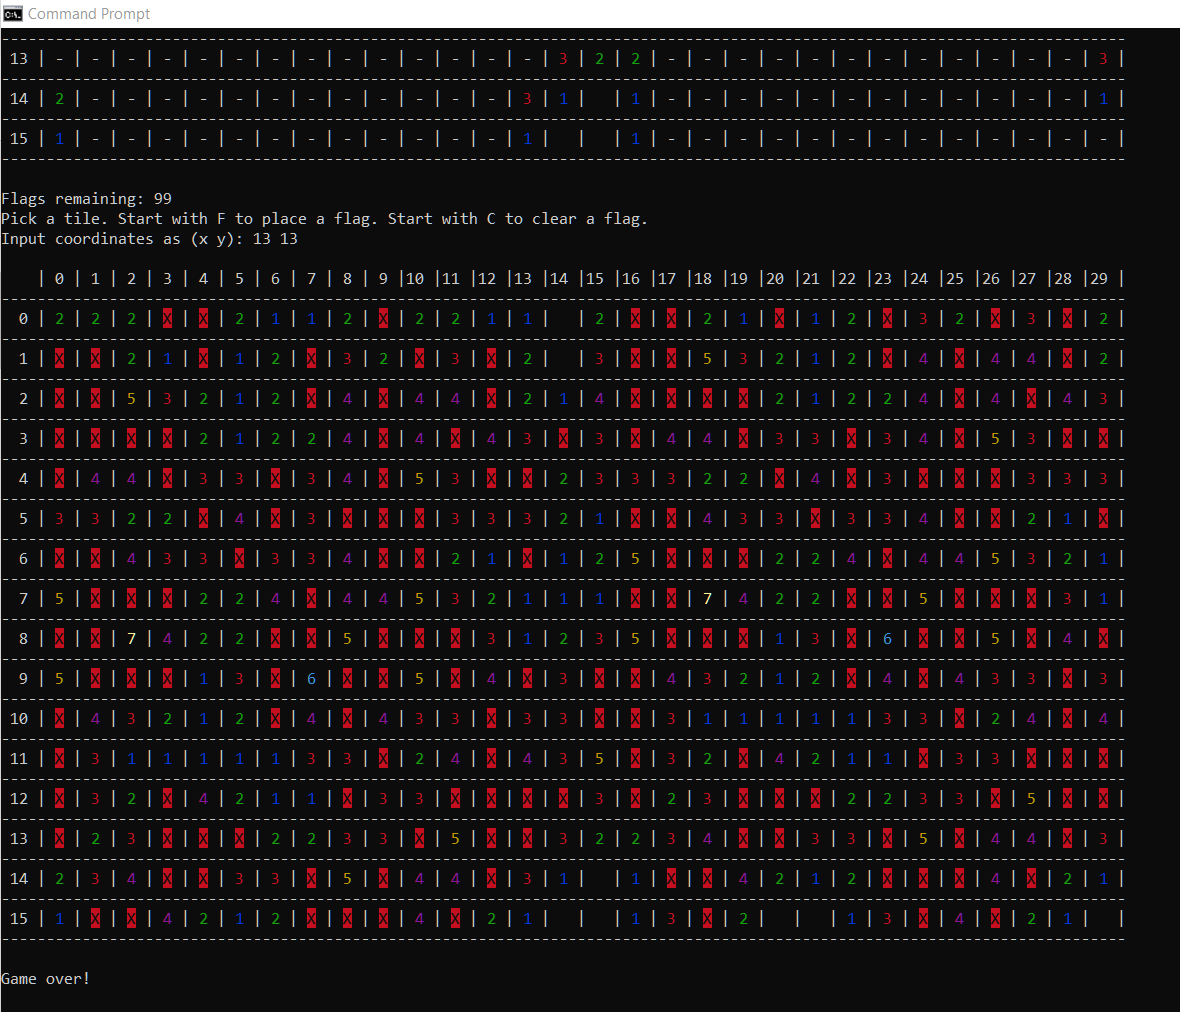 13 | - | - | - | - | - | - | - | - | - | - | - | - | - | - | 3 | 2 | 2 | - | - | - | - | - | - | - | - | - | - | - | - | 3 |
14 | 2 | - | - | - | - | - | - | - | - | - | - | - | - | 3 | 1 |   | 1 | - | - | - | - | - | - | - | - | - | - | - | - | 1 |
15 | 1 | - | - | - | - | - | - | - | - | - | - | - | - | 1 |   |   | 1 | - | - | - | - | - | - | - | - | - | - | - | - | - |
Flags remaining: 99
Pick a tile. Start with F to place a flag. Start with C to clear a flag.
Input coordinates as (x y): 13 13
| 0 | 1 | 2 | 3 | 4 | 5 | 6 | 7 | 8 | 9 |10 |11 |12 |13 |14 |15 |16 |17 |18 |19 |20 |21 |22 |23 |24 |25 |26 |27 |28 |29 |
0 | 2 | 2 | 2 | X | X | 2 | 1 | 1 | 2 | X | 2 | 2 | 1 | 1 |   | 2 | X | X | 2 | 1 | X | 1 | 2 | X | 3 | 2 | X | 3 | X | 2 |
1 | X | X | 2 | 1 | X | 1 | 2 | X | 3 | 2 | X | 3 | X | 2 |   | 3 | X | X | 5 | 3 | 2 | 1 | 2 | X | 4 | X | 4 | 4 | X | 2 |
2 | X | X | 5 | 3 | 2 | 1 | 2 | X | 4 | X | 4 | 4 | X | 2 | 1 | 4 | X | X | X | X | 2 | 1 | 2 | 2 | 4 | X | 4 | X | 4 | 3 |
3 | X | X | X | X | 2 | 1 | 2 | 2 | 4 | X | 4 | X | 4 | 3 | X | 3 | X | 4 | 4 | X | 3 | 3 | X | 3 | 4 | X | 5 | 3 | X | X |
4 | X | 4 | 4 | X | 3 | 3 | X | 3 | 4 | X | 5 | 3 | X | X | 2 | 3 | 3 | 3 | 2 | 2 | X | 4 | X | 3 | X | X | X | 3 | 3 | 3 |
5 | 3 | 3 | 2 | 2 | X | 4 | X | 3 | X | X | X | 3 | 3 | 3 | 2 | 1 | X | X | 4 | 3 | 3 | X | 3 | 3 | 4 | X | X | 2 | 1 | X |
6 | X | X | 4 | 3 | 3 | X | 3 | 3 | 4 | X | X | 2 | 1 | X | 1 | 2 | 5 | X | X | X | 2 | 2 | 4 | X | 4 | 4 | 5 | 3 | 2 | 1 |
7 | 5 | X | X | X | 2 | 2 | 4 | X | 4 | 4 | 5 | 3 | 2 | 1 | 1 | 1 | X | X | 7 | 4 | 2 | 2 | X | X | 5 | X | X | X | 3 | 1 |
8 | X | X | 7 | 4 | 2 | 2 | X | X | 5 | X | X | X | 3 | 1 | 2 | 3 | 5 | X | X | X | 1 | 3 | X | 6 | X | X | 5 | X | 4 | X |
9 | 5 | X | X | X | 1 | 3 | X | 6 | X | X | 5 | X | 4 | X | 3 | X | X | 4 | 3 | 2 | 1 | 2 | X | 4 | X | 4 | 3 | 3 | X | 3 |
10 | X | 4 | 3 | 2 | 1 | 2 | X | 4 | X | 4 | 3 | 3 | X | 3 | 3 | X | X | 3 | 1 | 1 | 1 | 1 | 1 | 3 | 3 | X | 2 | 4 | X | 4 |
11 | X | 3 | 1 | 1 | 1 | 1 | 1 | 3 | 3 | X | 2 | 4 | X | 4 | 3 | 5 | X | 3 | 2 | X | 4 | 2 | 1 | 1 | X | 3 | 3 | X | X | X |
12 | X | 3 | 2 | X | 4 | 2 | 1 | 1 | X | 3 | 3 | X | X | X | X | 3 | X | 2 | 3 | X | X | X | 2 | 2 | 3 | 3 | X | 5 | X | X |
13 | X | 2 | 3 | X | X | X | 2 | 2 | 3 | 3 | X | 5 | X | X | 3 | 2 | 2 | 3 | 4 | X | X | 3 | 3 | X | 5 | X | 4 | 4 | X | 3 |
14 | 2 | 3 | 4 | X | X | 3 | 3 | X | 5 | X | 4 | 4 | X | 3 | 1 |   | 1 | X | X | 4 | 2 | 1 | 2 | X | X | X | 4 | X | 2 | 1 |
15 | 1 | X | X | 4 | 2 | 1 | 2 | X | X | X | 4 | X | 2 | 1 |   |   | 1 | 3 | X | 2 |   |   | 1 | 3 | X | 4 | X | 2 | 1 |   |
Game over!